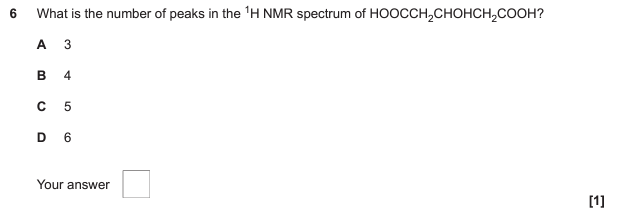 6 What is the number of peaks in the ¹H NMR spectrum of HOOCCH₂CHOHCH₂COOH?
A 3
B 4
C 5
D 6
Your answer
[1]